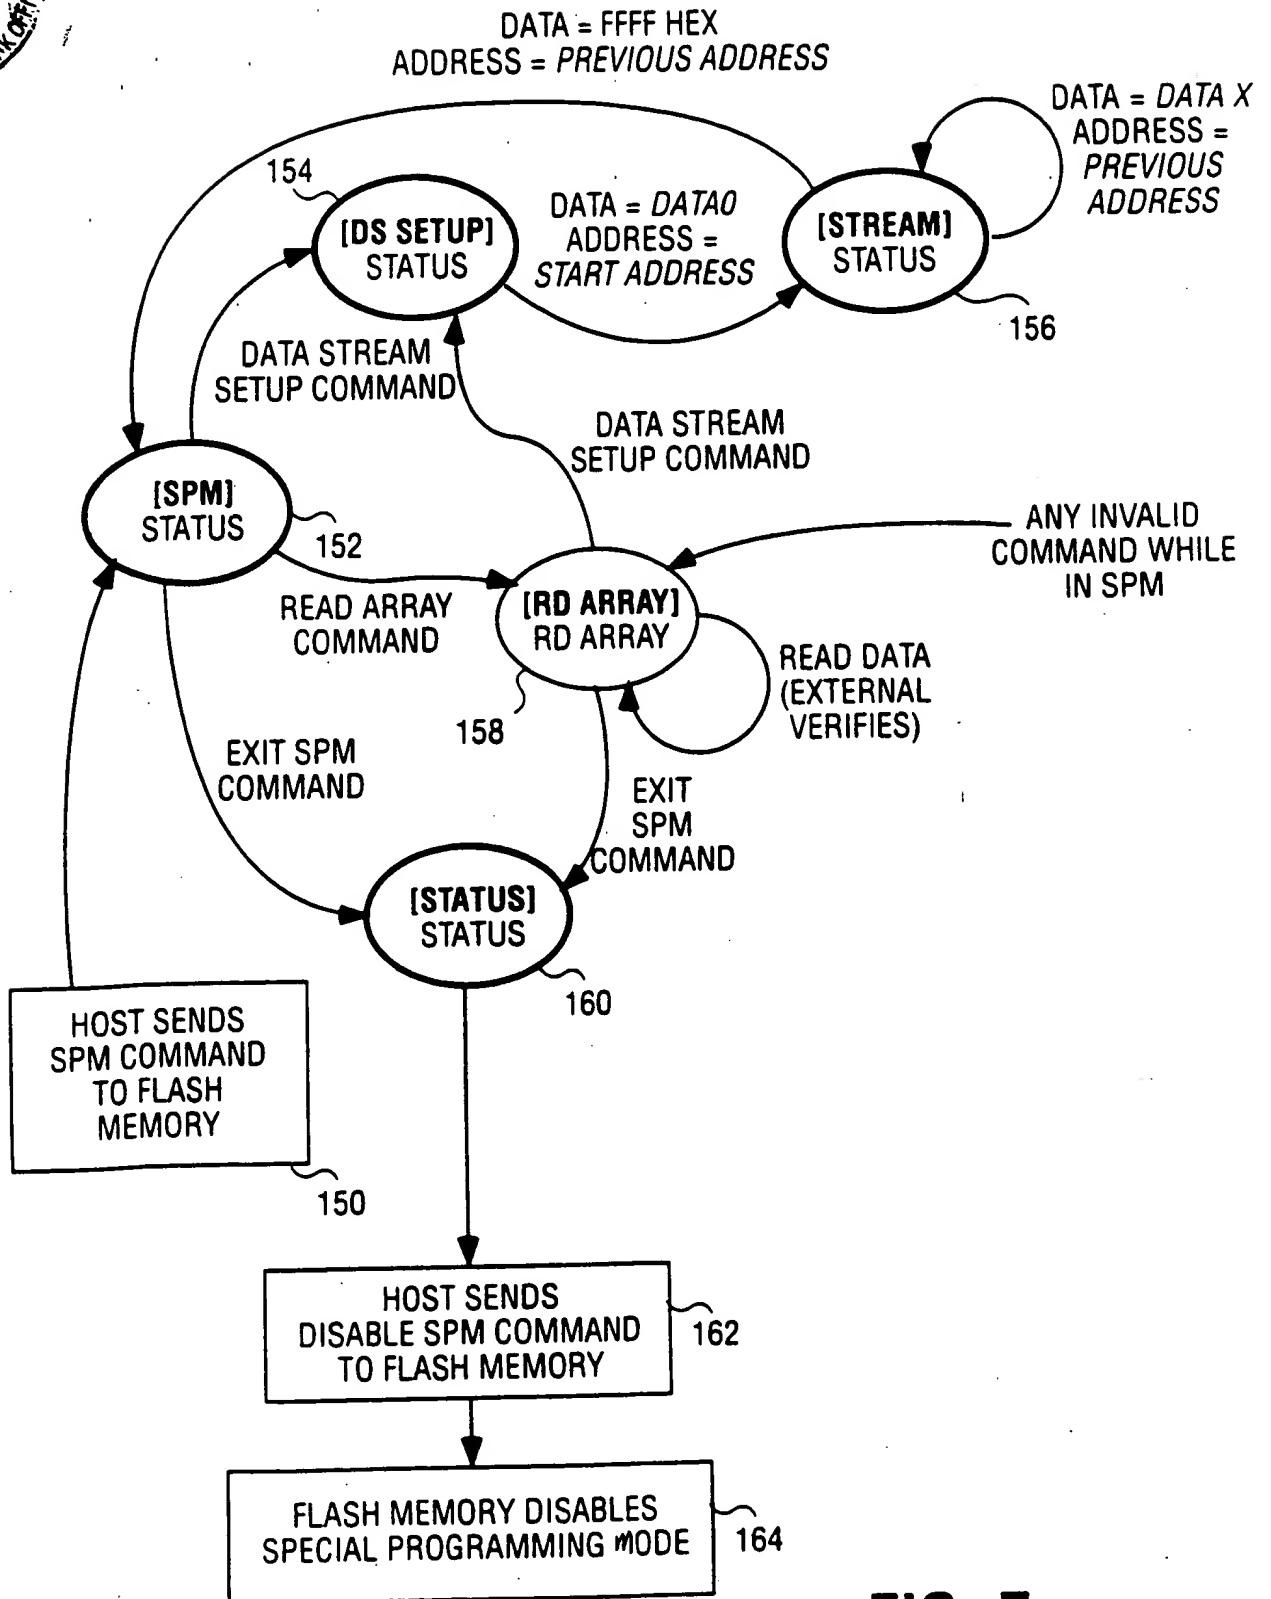 DATA = FFFF HEX
ADDRESS = PREVIOUS ADDRESS
DATA = DATA X
ADDRESS =
PREVIOUS
ADDRESS
154
[DS SETUP]
STATUS
DATA = DATA0
ADDRESS =
START ADDRESS
[STREAM]
STATUS
156
DATA STREAM
SETUP COMMAND
DATA STREAM
SETUP COMMAND
[SPM]
STATUS
152
ANY INVALID
COMMAND WHILE
IN SPM
READ ARRAY
COMMAND
[RD ARRAY]
RD ARRAY
158
READ DATA
(EXTERNAL
VERIFIES)
EXIT SPM
COMMAND
EXIT
SPM
COMMAND
[STATUS]
STATUS
160
HOST SENDS
SPM COMMAND
TO FLASH
MEMORY
150
HOST SENDS
DISABLE SPM COMMAND
TO FLASH MEMORY
162
FLASH MEMORY DISABLES
SPECIAL PROGRAMMING MODE
164